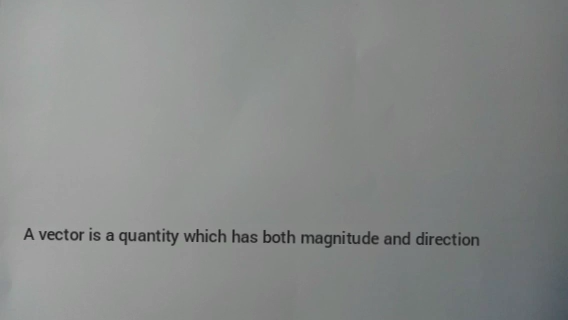 A vector is a quantity which has both magnitude and direction